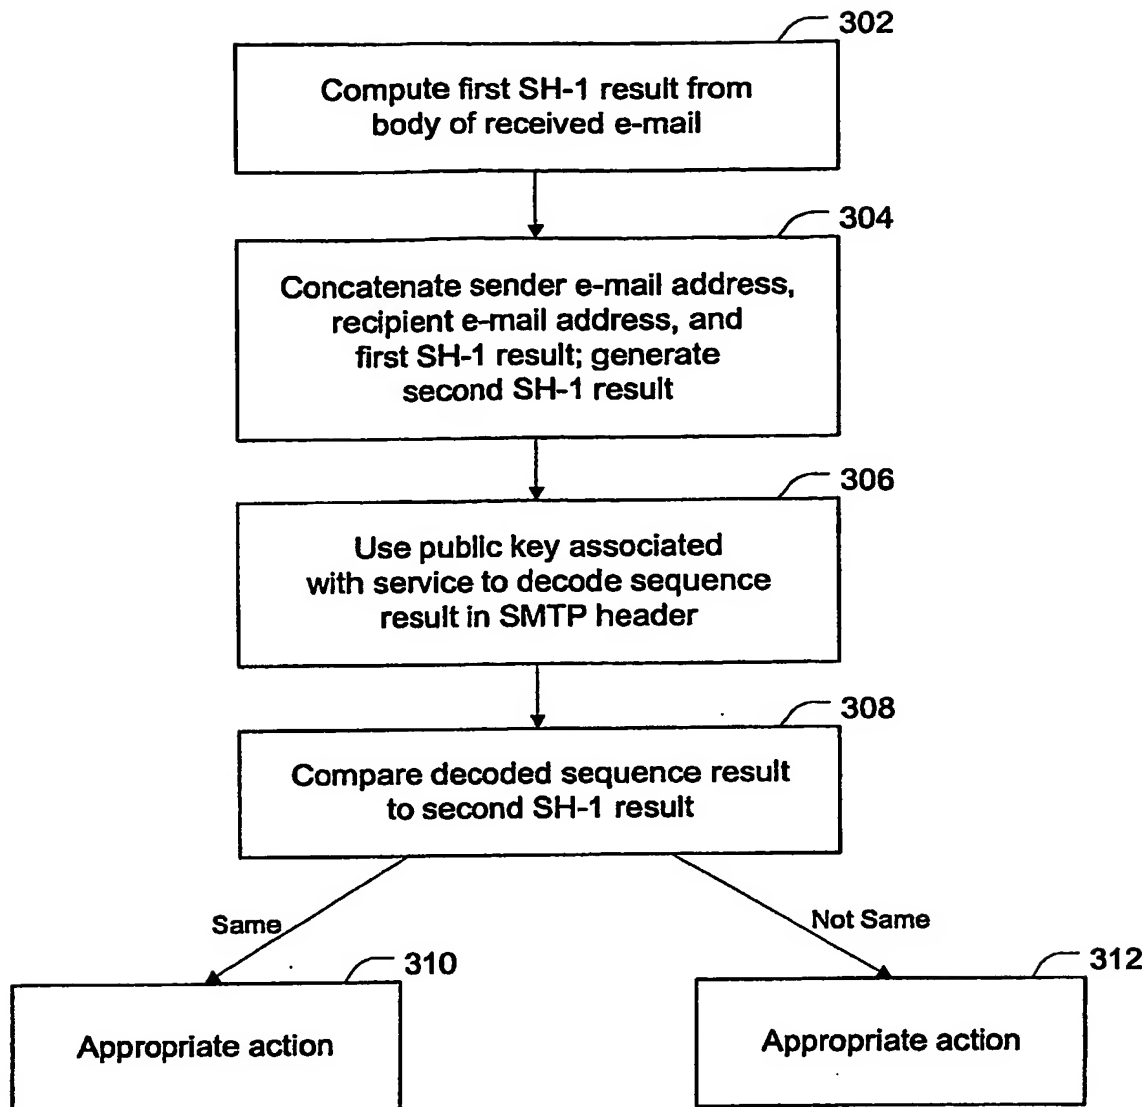 302
Compute first SH-1 result from
body of received e-mail
304
Concatenate sender e-mail address,
recipient e-mail address, and
first SH-1 result; generate
second SH-1 result
306
Use public key associated
with service to decode sequence
result in SMTP header
308
Compare decoded sequence result
to second SH-1 result
Same
Not Same
310
Appropriate action
312
Appropriate action